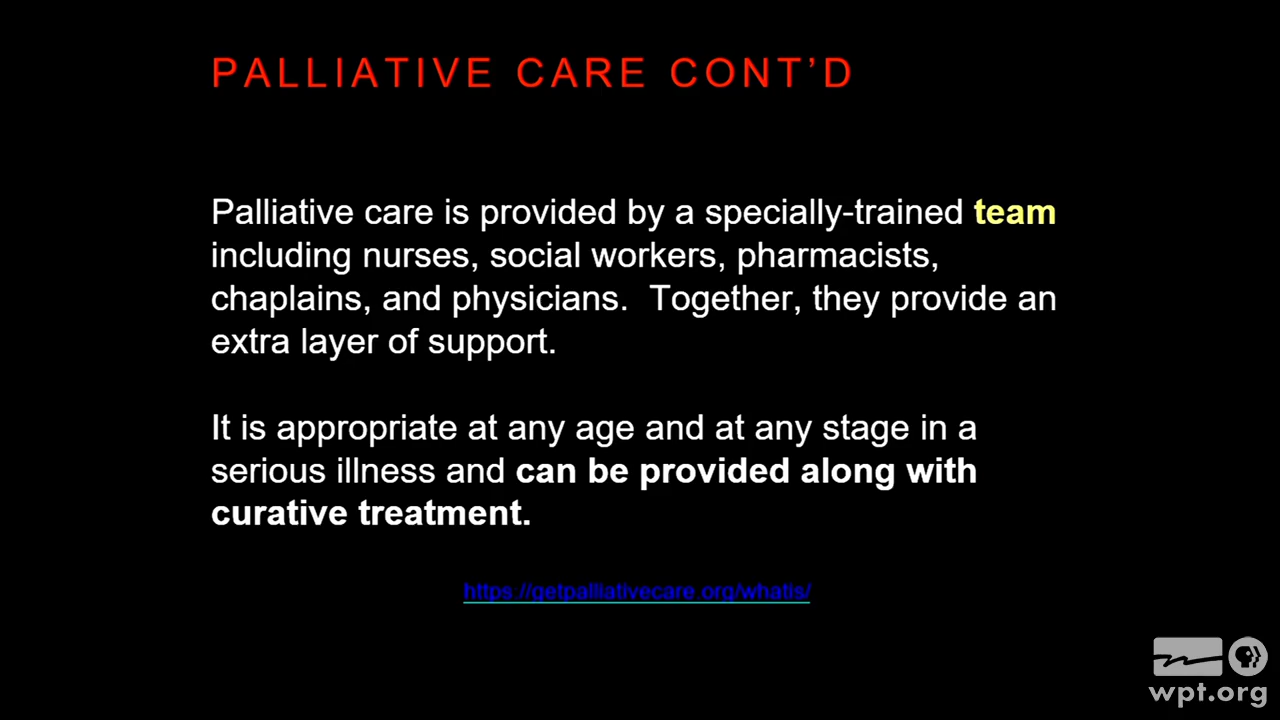 PALLIATIVE CARE CONT’D
Palliative care is provided by a specially-trained team
including nurses, social workers, pharmacists,
chaplains, and physicians.  Together, they provide an
extra layer of support.
It is appropriate at any age and at any stage in a
serious illness and can be provided along with
curative treatment.
https://getpalliativecare.org/whatis/
wpt.org